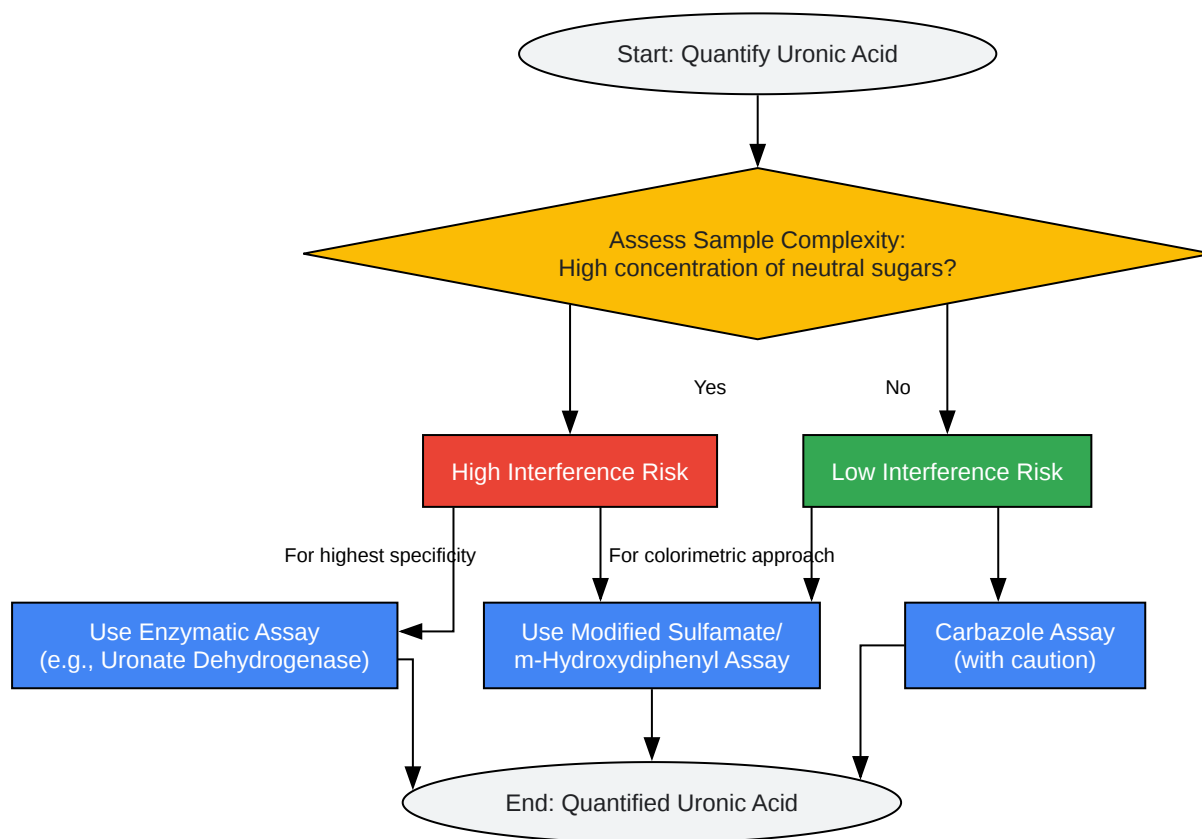 Start: Quantify Uronic Acid
Assess Sample Complexity:
High concentration of neutral sugars?
Yes
No
High Interference Risk
Low Interference Risk
For highest specificity
For colorimetric approach
Use Enzymatic Assay
(e.g., Uronate Dehydrogenase)
Use Modified Sulfamate/
m-Hydroxydiphenyl Assay
Carbazole Assay
(with caution)
End: Quantified Uronic Acid